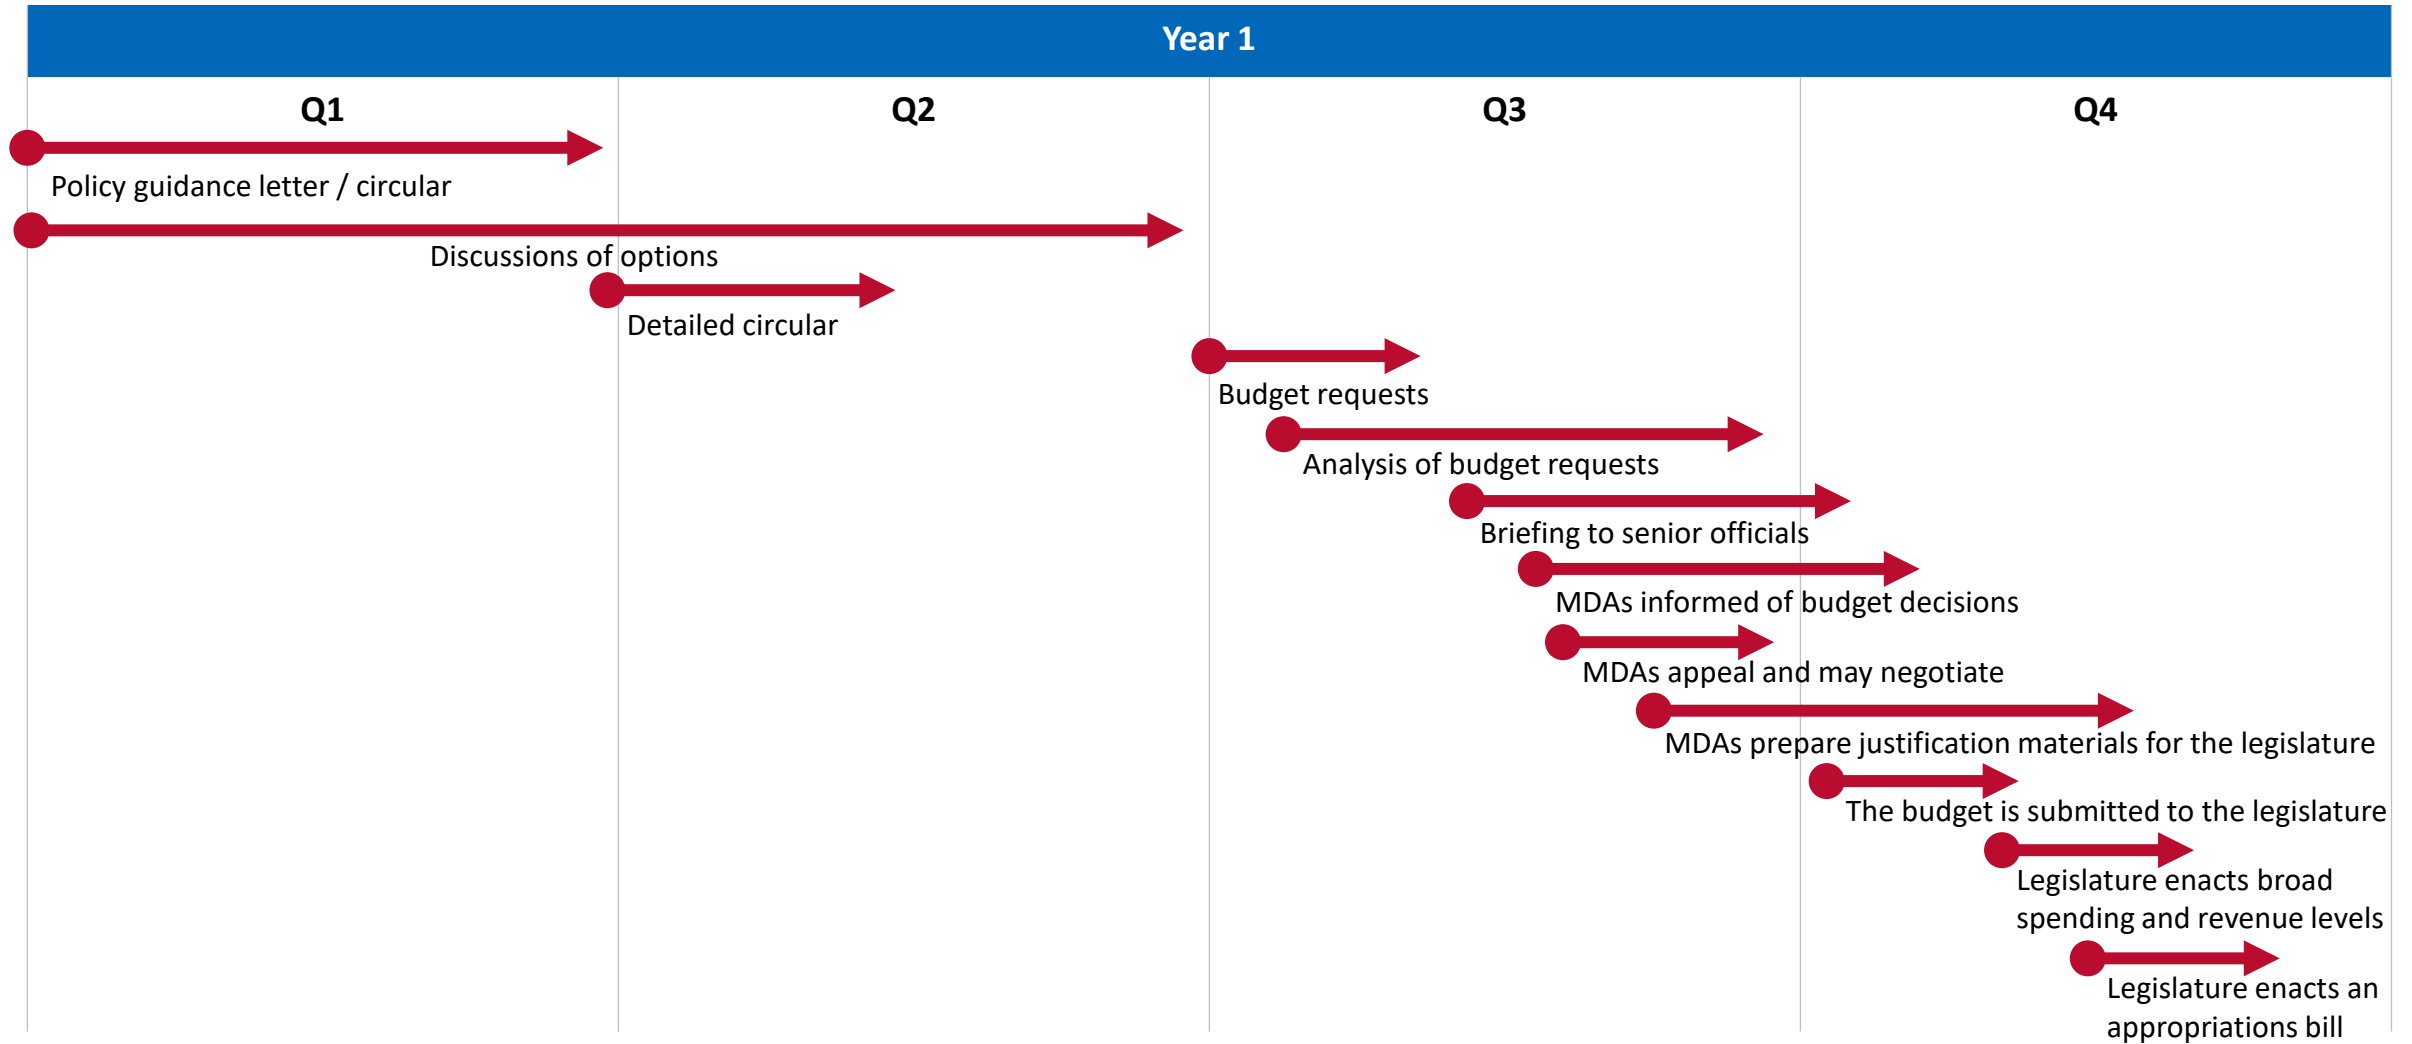 Year 1
Q1
Q2
Q3
Q4
Policy guidance letter / circular
Discussions of options
Detailed circular
Budget requests
Analysis of budget requests
Briefing to senior officials
MDAs informed of budget decisions
MDAs appeal and may negotiate
MDAs prepare justification materials for the legislature
The budget is submitted to the legislature
Legislature enacts broad
spending and revenue levels
Legislature enacts an
appropriations bill